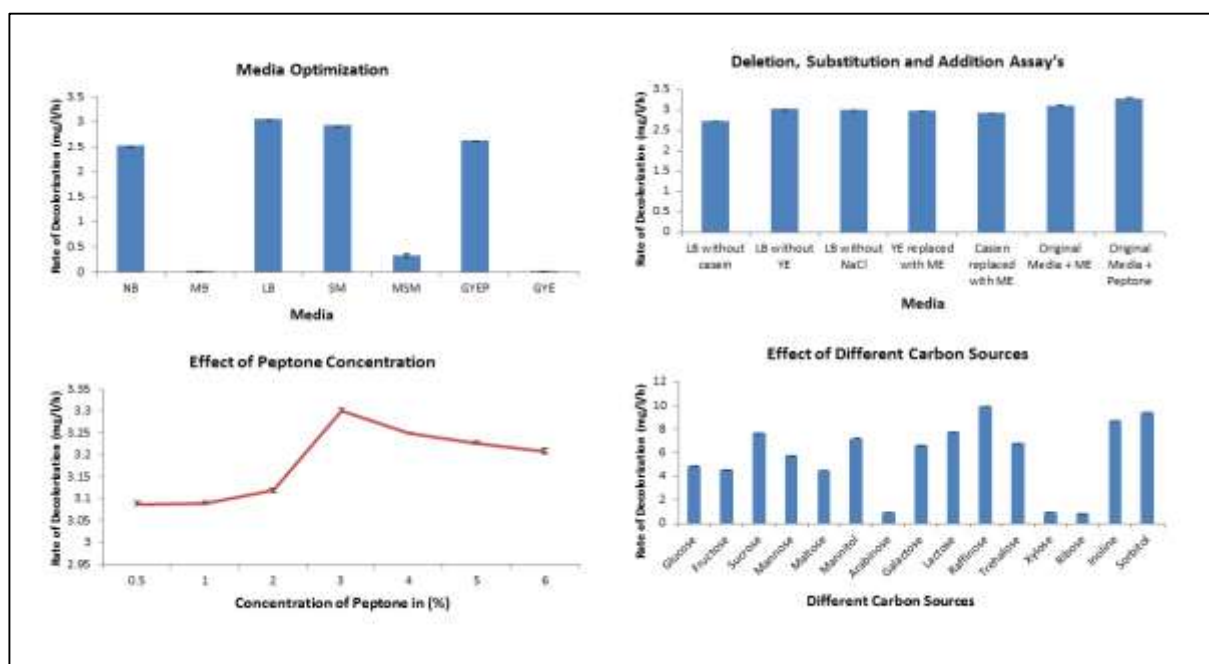 Media Optimization
Rate of Decolorization (mg/l/h)
3.5
3
2.5
2
1.5
1
0.5
0
NB
MB
LB
SM
MSM
GYEP
GYE
Media
Deletion, Substitution and Addition Assay's
Rate of Decolorization (mg/l/h)
3.5
3
2.5
2
1.5
1
0.5
0
LB without casein
LB without YE
LB without NaCl
YE replaced with ME
Casien replaced with ME
Original Media + ME
Original Media + Peptone
Media
Effect of Peptone Concentration
Rate of Decolorization (mg/l/h)
3.35
3.3
3.25
3.2
3.15
3.1
3.05
3
2.95
0.5
1
2
3
4
5
6
Concentration of Peptone in (%)
Effect of Different Carbon Sources
Rate of Decolorization (mg/l/h)
12
10
8
6
4
2
0
Glucose
Fructose
Sucrose
Mannose
Maltose
Mannitol
Arabinose
Galactose
Lactose
Raffinose
Trehalose
Xylose
Ribose
Sorbitol
Different Carbon Sources